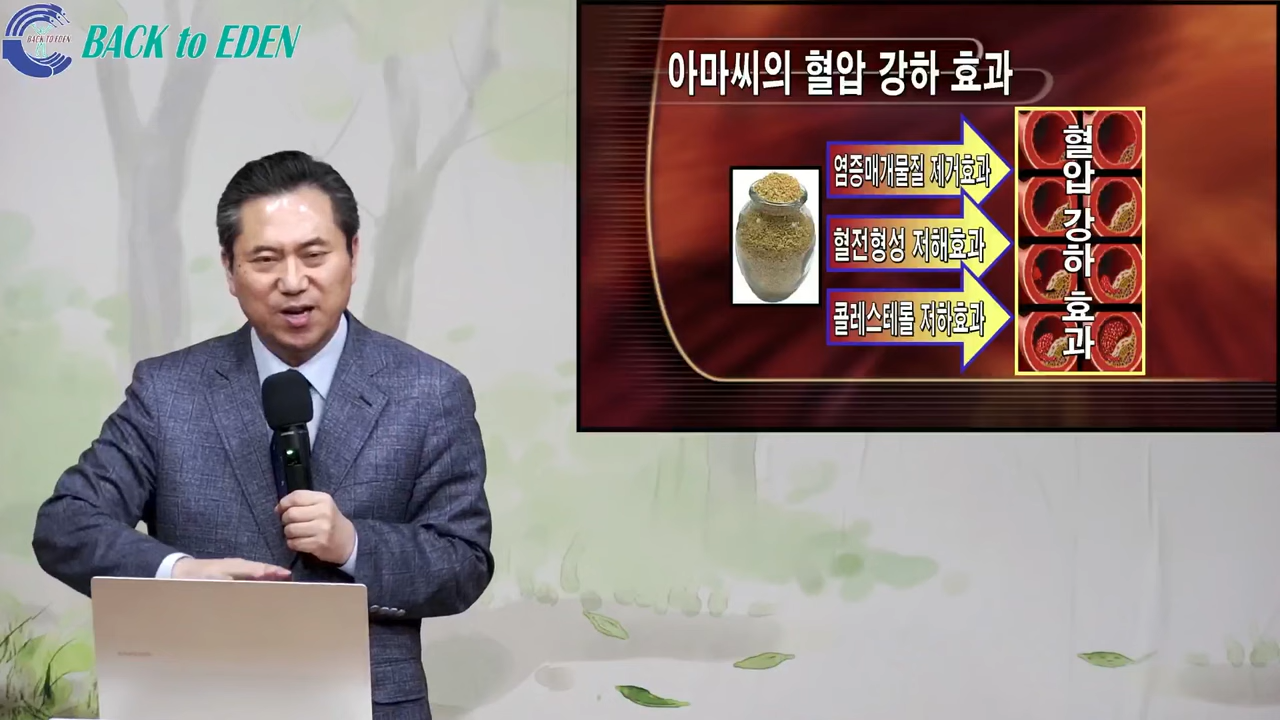 BACK TO EDEN
BACK to EDEN
아마씨의 혈압 강하 효과
염증매개물질 제거효과
혈전형성 저해효과
콜레스테롤 저하효과
혈압 강하 효과